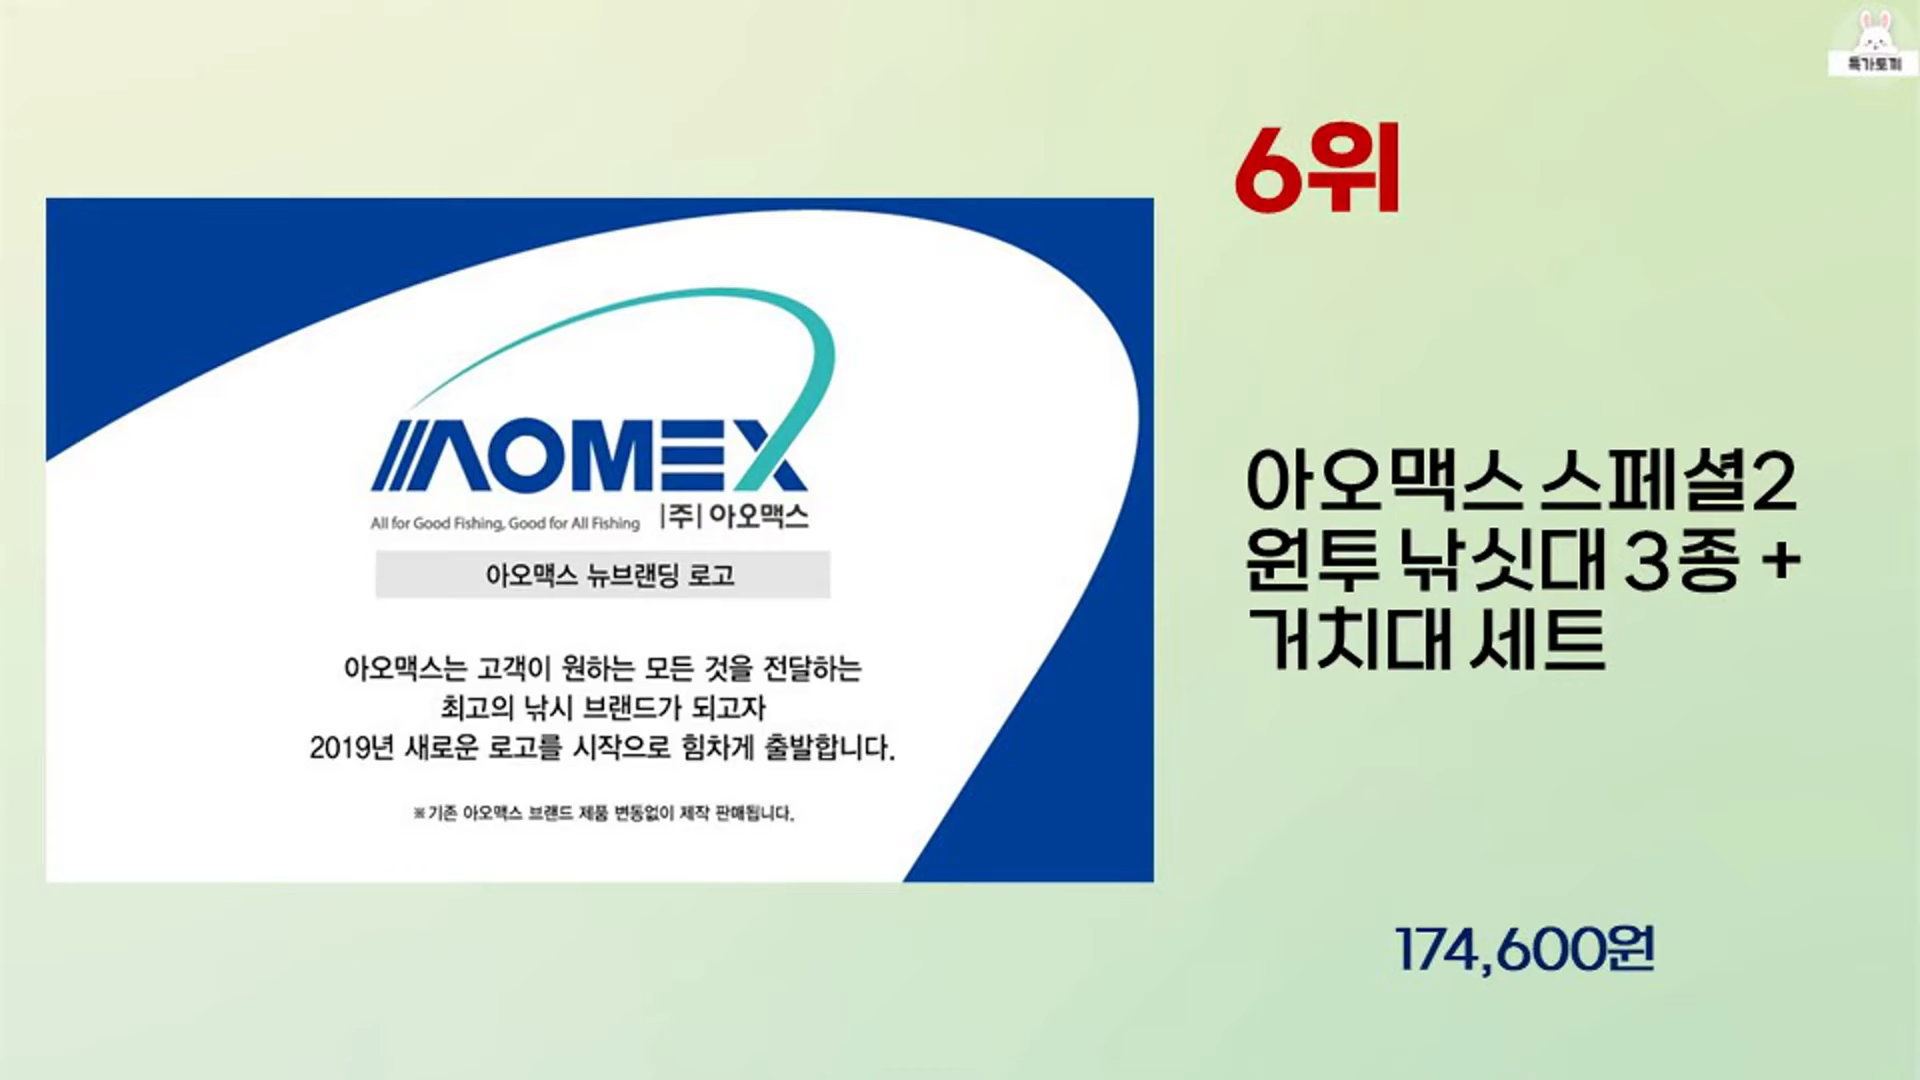 특가토끼
6위
AOMEX
All for Good Fishing, Good for All Fishing |주| 아오맥스
아오맥스 뉴브랜딩 로고
아오맥스는 고객이 원하는 모든 것을 전달하는
최고의 낚시 브랜드가 되고자
2019년 새로운 로고를 시작으로 힘차게 출발합니다.
※기존 아오맥스 브랜드 제품 변동없이 제작 판매됩니다.
아오맥스 스페셜2
원투 낚싯대 3종 +
거치대 세트
174,600원